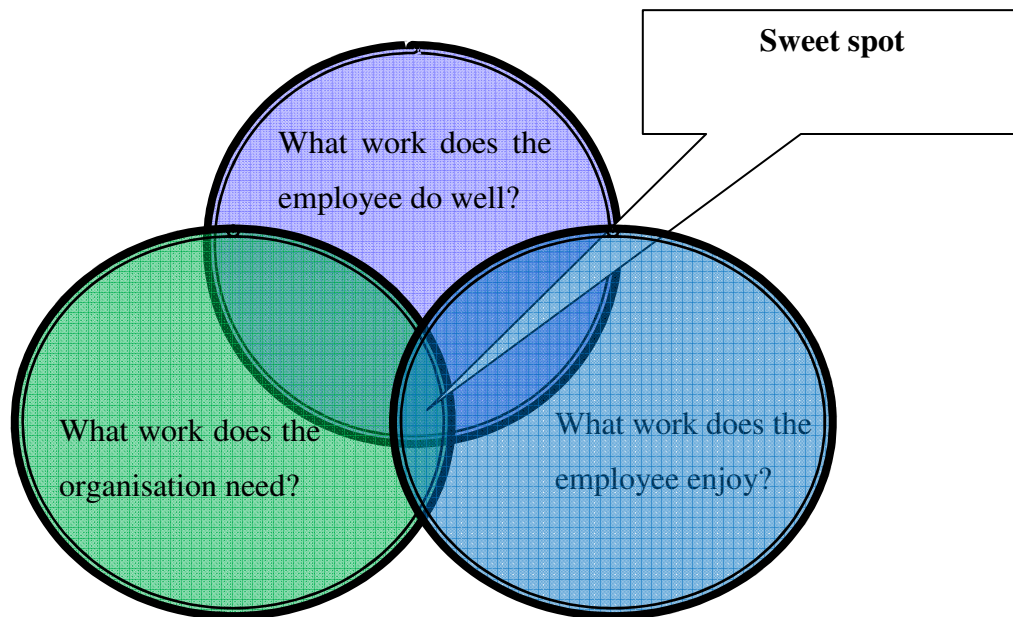 Sweet spot
What work does the
employee do well?
What work does the
organisation need?
What work does the
employee enjoy?